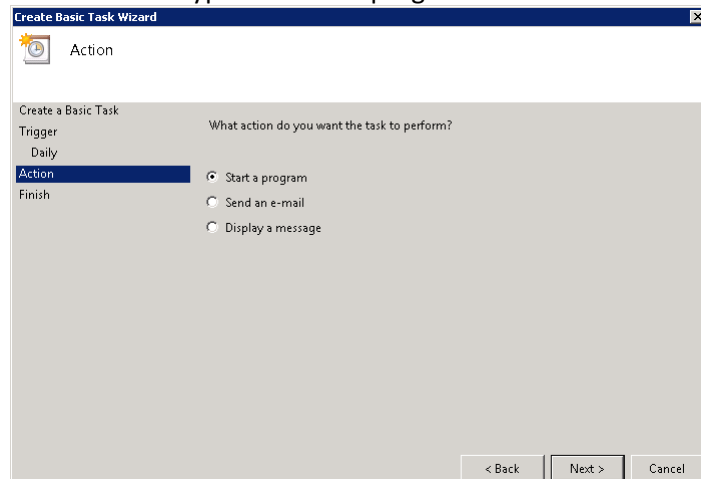 Create Basic Task Wizard
Action
Create a Basic Task
Trigger
Daily
Action
Finish
What action do you want the task to perform?
Start a program
Send an e-mail
Display a message
< Back
Next >
Cancel